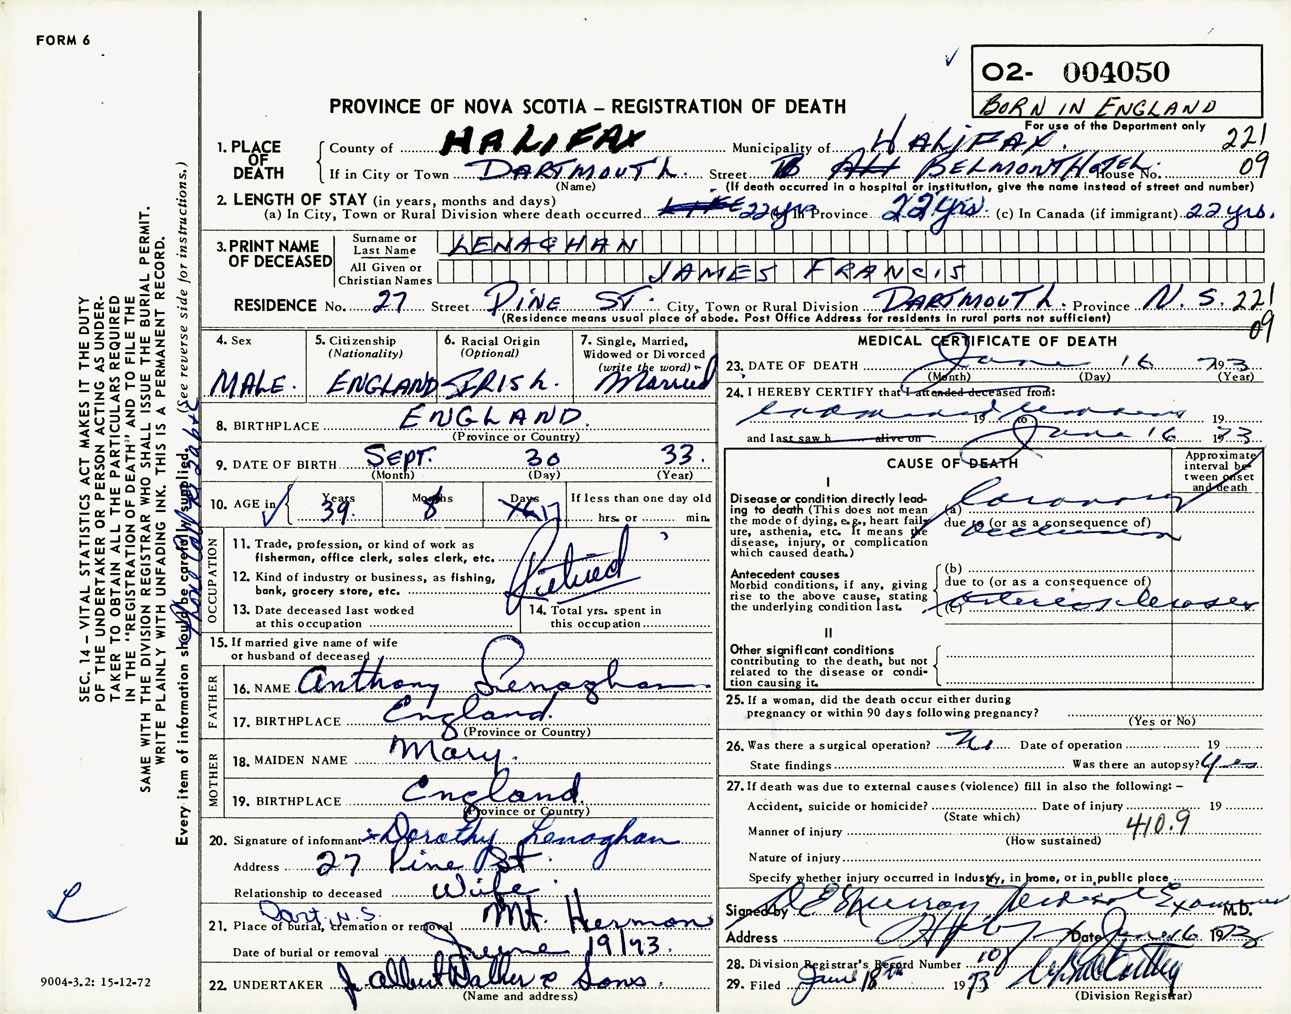 FORM 6
O2- 004050
BORN IN ENGLAND
For use of the Department only
PROVINCE OF NOVA SCOTIA – REGISTRATION OF DEATH
1. PLACE OF DEATH
County of HALIFAX Municipality of HALIFAX. 221
If in City or Town DARTMOUTH. Street BELMONT HOTEL. House No. 09
(Name) (If death occurred in a hospital or institution, give the name instead of street and number)
2. LENGTH OF STAY (in years, months and days)
(a) In City, Town or Rural Division where death occurred 22 yrs (b) In Province 22 yrs. (c) In Canada (if immigrant) 22 yrs.
3. PRINT NAME OF DECEASED
Surname or Last Name LENAGHAN
All Given or Christian Names JAMES FRANCIS
RESIDENCE No. 27 Street PINE ST. City, Town or Rural Division DARTMOUTH. Province N.S. 221
(Residence means usual place of abode. Post Office Address for residents in rural parts not sufficient) 09
4. Sex MALE.
5. Citizenship (Nationality) ENGLAND
6. Racial Origin (Optional) IRISH.
7. Single, Married, Widowed or Divorced (write the word) Married
8. BIRTHPLACE ENGLAND.
(Province or Country)
9. DATE OF BIRTH Sept. 30 33.
(Month) (Day) (Year)
10. AGE in Years 39. Months 8 Days 17 If less than one day old
hrs. or min.
OCCUPATION
11. Trade, profession, or kind of work as fisherman, office clerk, sales clerk, etc.
12. Kind of industry or business, as fishing, bank, grocery store, etc.
Retired
13. Date deceased last worked at this occupation
14. Total yrs. spent in this occupation
15. If married give name of wife or husband of deceased
FATHER
16. NAME Anthony Lenaghan
17. BIRTHPLACE England.
(Province or Country)
MOTHER
18. MAIDEN NAME Mary.
19. BIRTHPLACE England.
(Province or Country)
20. Signature of informant Dorothy Lenaghan
Address 27 Pine St.
Relationship to deceased Wife.
Dart. N.S.
21. Place of burial, cremation or removal Mt. Hermon
Date of burial or removal June 19/73.
22. UNDERTAKER J. Albert Walker & Sons.
(Name and address)
MEDICAL CERTIFICATE OF DEATH
23. DATE OF DEATH June 16 1973
(Month) (Day) (Year)
24. I HEREBY CERTIFY that I attended deceased from:
19 to 19
and last saw h alive on June 16 1973
CAUSE OF DEATH
Approximate interval between onset and death
I
Disease or condition directly leading to death (This does not mean the mode of dying, e.g., heart failure, asthenia, etc. It means the disease, injury, or complication which caused death.)
(a) Coronary
due to (or as a consequence of)
occlusion
Antecedent causes
Morbid conditions, if any, giving rise to the above cause, stating the underlying condition last.
(b)
due to (or as a consequence of)
(c) arteriosclerosis
II
Other significant conditions
contributing to the death, but not related to the disease or condition causing it.
25. If a woman, did the death occur either during pregnancy or within 90 days following pregnancy?
(Yes or No)
26. Was there a surgical operation? No Date of operation 19
State findings Was there an autopsy? Yes
27. If death was due to external causes (violence) fill in also the following: –
Accident, suicide or homicide? Date of injury 19
(State which)
Manner of injury 410.9
(How sustained)
Nature of injury
Specify whether injury occurred in industry, in home, or in public place
Signed by D E Murray Medical Examiner M.D.
Address Hfx Date June 16 1973
28. Division Registrar's Record Number 10
29. Filed June 18th 1973
(Division Registrar)
SEC. 14 – VITAL STATISTICS ACT MAKES IT THE DUTY
OF THE UNDERTAKER OR PERSON ACTING AS UNDER-
TAKER TO OBTAIN ALL THE PARTICULARS REQUIRED
IN THE "REGISTRATION OF DEATH" AND TO FILE THE
SAME WITH THE DIVISION REGISTRAR WHO SHALL ISSUE THE BURIAL PERMIT.
WRITE PLAINLY WITH UNFADING INK. THIS IS A PERMANENT RECORD.
Every item of information should be carefully supplied. (See reverse side for instructions.)
9004-3.2: 15-12-72